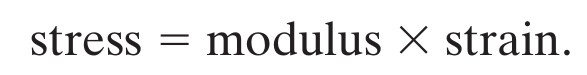 stress = modulus × strain.